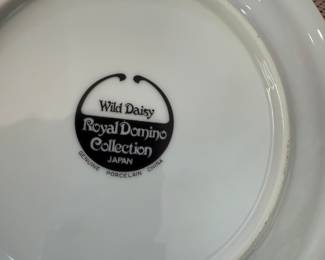 Wild Daisy
Royal Domino
Collection
JAPAN
GENUINE PORCELAIN CHINA